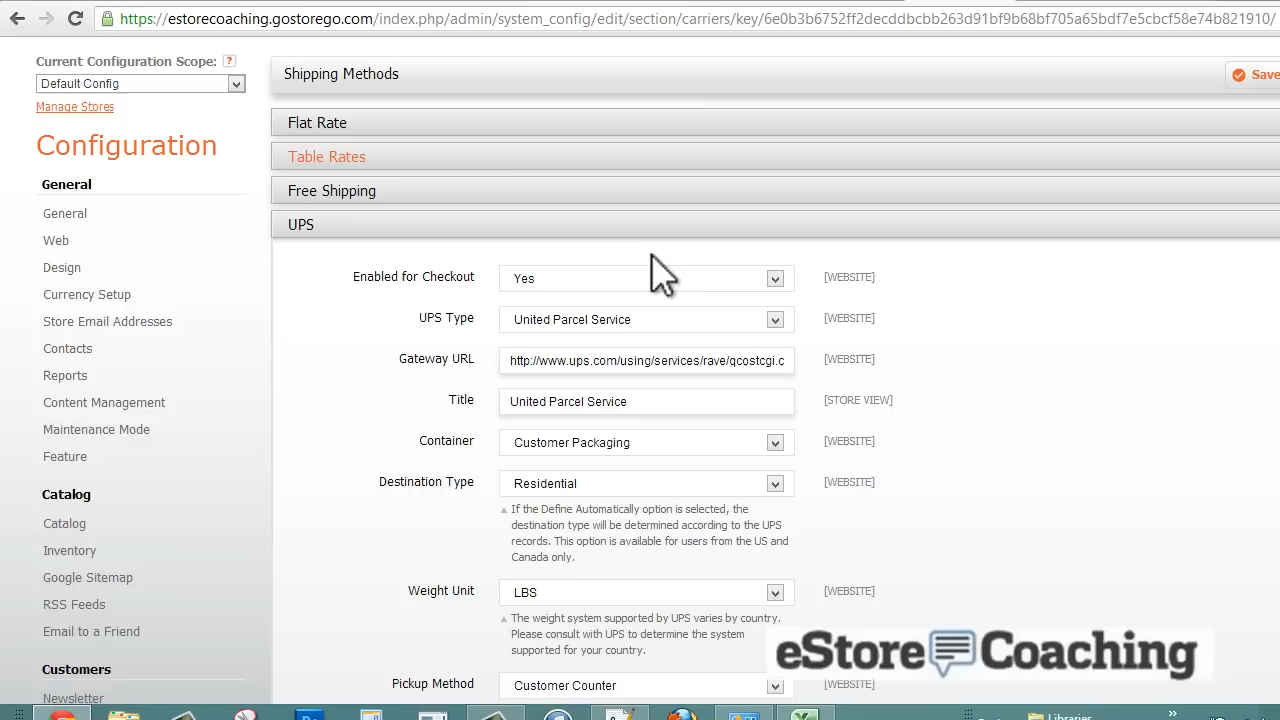 https://estorecoaching.gostorego.com/index.php/admin/system_config/edit/section/carriers/key/6b0b3b6752ff2decddbcbb263d91bf9b68bf705a65bdf7e5cbcf58e74b821910/
Current Configuration Scope: ?
Default Config
Manage Stores
Configuration
General
General
Web
Design
Currency Setup
Store Email Addresses
Contacts
Reports
Content Management
Maintenance Mode
Feature
Catalog
Catalog
Inventory
Google Sitemap
RSS Feeds
Email to a Friend
Customers
Newsletter
Shipping Methods
Save
Flat Rate
Table Rates
Free Shipping
UPS
Enabled for Checkout Yes [WEBSITE]
UPS Type United Parcel Service [WEBSITE]
Gateway URL http://www.ups.com/using/services/rave/qcostcgi.c [WEBSITE]
Title United Parcel Service [STORE VIEW]
Container Customer Packaging [WEBSITE]
Destination Type Residential [WEBSITE]
If the Define Automatically option is selected, the
destination type will be determined according to the UPS
records. This option is available for users from the US and
Canada only.
Weight Unit LBS [WEBSITE]
The weight system supported by UPS varies by country.
Please consult with UPS to determine the system
supported for your country.
Pickup Method Customer Counter [WEBSITE]
eStore Coaching
Libraries